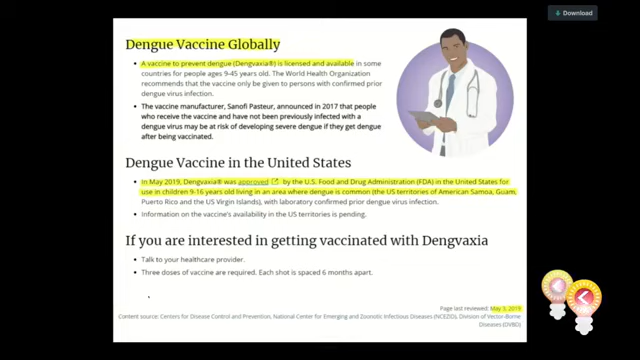 Download
Dengue Vaccine Globally
A vaccine to prevent dengue (Dengvaxia®) is licensed and available in some
countries for people ages 9-45 years old. The World Health Organization
recommends that the vaccine only be given to persons with confirmed prior
dengue virus infection.
The vaccine manufacturer, Sanofi Pasteur, announced in 2017 that people
who receive the vaccine and have not been previously infected with a
dengue virus may be at risk of developing severe dengue if they get dengue
after being vaccinated.
Dengue Vaccine in the United States
In May 2019, Dengvaxia® was approved by the U.S. Food and Drug Administration (FDA) in the United States for
use in children 9-16 years old living in an area where dengue is common (the US territories of American Samoa, Guam,
Puerto Rico and the US Virgin Islands), with laboratory confirmed prior dengue virus infection.
Information on the vaccine's availability in the US territories is pending.
If you are interested in getting vaccinated with Dengvaxia
Talk to your healthcare provider.
Three doses of vaccine are required. Each shot is spaced 6 months apart.
Page last reviewed: May 3, 2019
Content source: Centers for Disease Control and Prevention, National Center for Emerging and Zoonotic Infectious Diseases (NCEZID), Division of Vector-Borne
Diseases (DVBD)